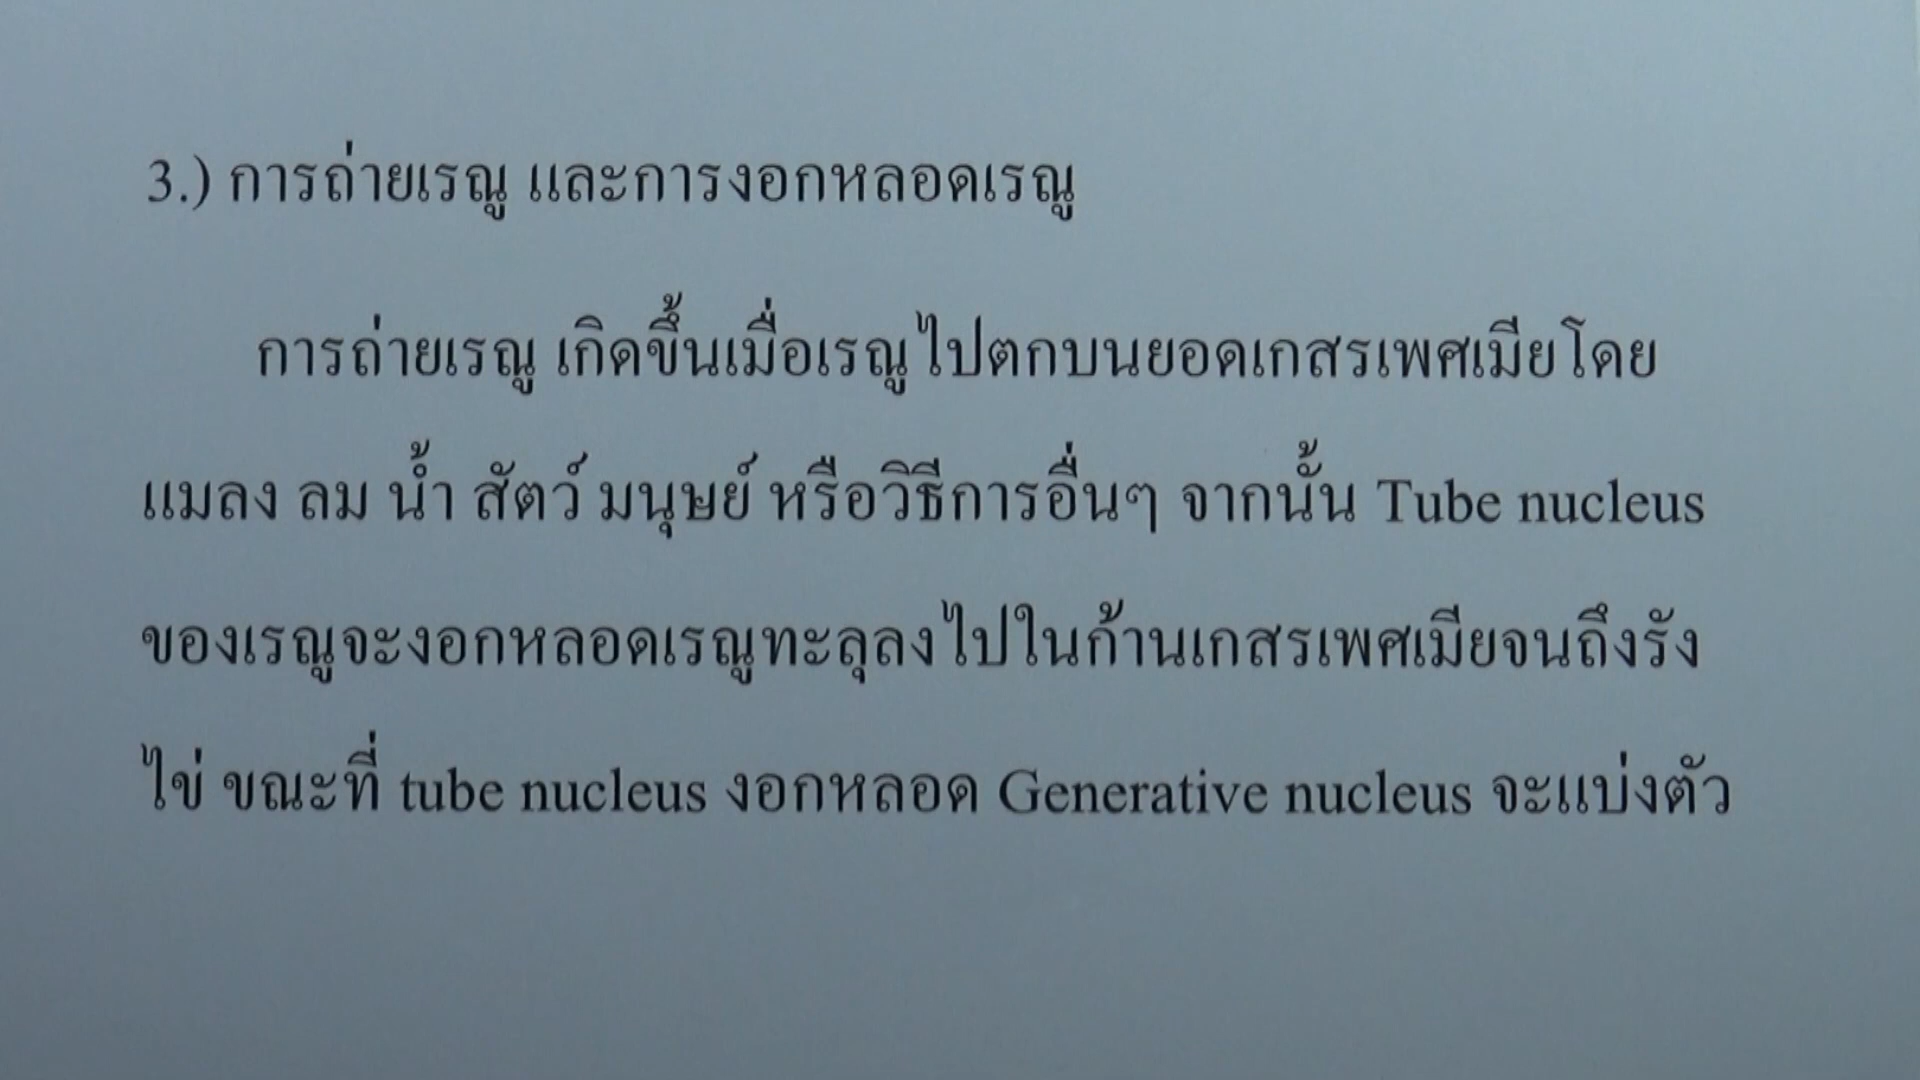 3.) การถ่ายเรณู และการงอกหลอดเรณู
การถ่ายเรณู เกิดขึ้นเมื่อเรณูไปตกบนยอดเกสรเพศเมียโดย
แมลง ลม น้ำ สัตว์ มนุษย์ หรือวิธีการอื่นๆ จากนั้น Tube nucleus
ของเรณูจะงอกหลอดเรณูทะลุลงไปในก้านเกสรเพศเมียจนถึงรัง
ไข่ ขณะที่ tube nucleus งอกหลอด Generative nucleus จะแบ่งตัว